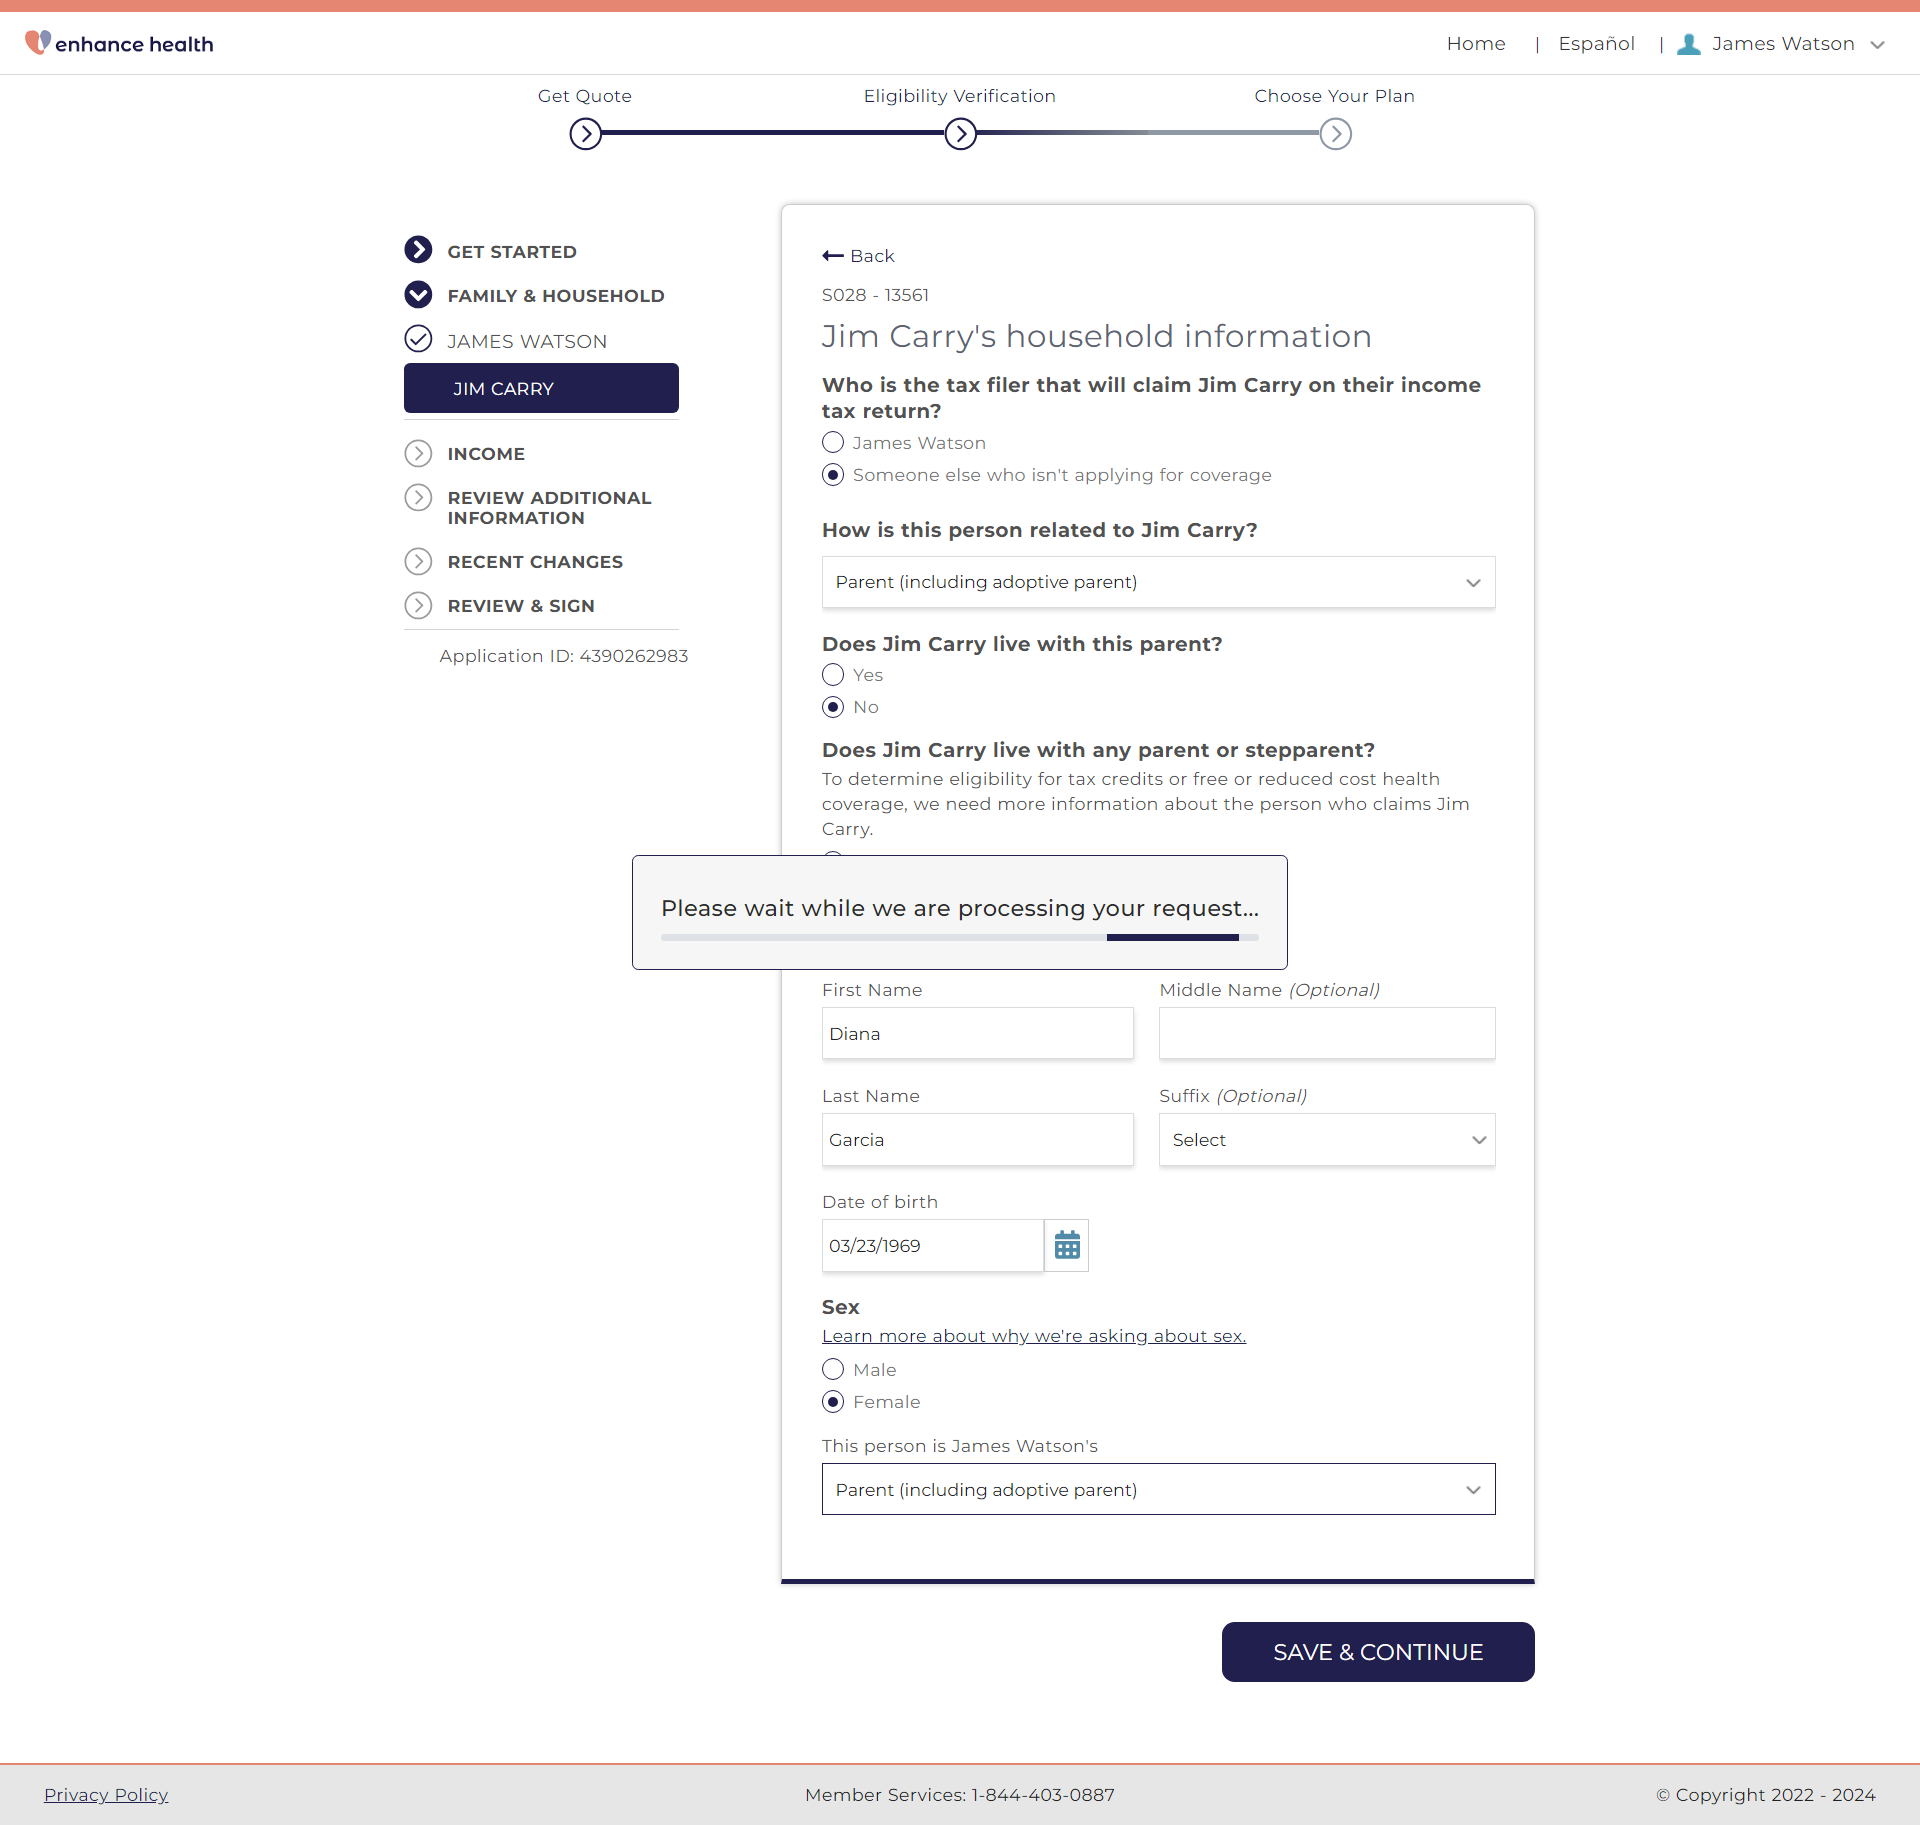 enhance health
Home | Español | James Watson
Get Quote
Eligibility Verification
Choose Your Plan
GET STARTED
FAMILY & HOUSEHOLD
JAMES WATSON
JIM CARRY
INCOME
REVIEW ADDITIONAL
INFORMATION
RECENT CHANGES
REVIEW & SIGN
Application ID: 4390262983
Back
S028 - 13561
Jim Carry's household information
Who is the tax filer that will claim Jim Carry on their income
tax return?
James Watson
Someone else who isn't applying for coverage
How is this person related to Jim Carry?
Parent (including adoptive parent)
Does Jim Carry live with this parent?
Yes
No
Does Jim Carry live with any parent or stepparent?
To determine eligibility for tax credits or free or reduced cost health
coverage, we need more information about the person who claims Jim
Carry.
Please wait while we are processing your request...
First Name
Middle Name (Optional)
Diana
Last Name
Suffix (Optional)
Garcia
Select
Date of birth
03/23/1969
Sex
Learn more about why we're asking about sex.
Male
Female
This person is James Watson's
Parent (including adoptive parent)
SAVE & CONTINUE
Privacy Policy
Member Services: 1-844-403-0887
© Copyright 2022 - 2024